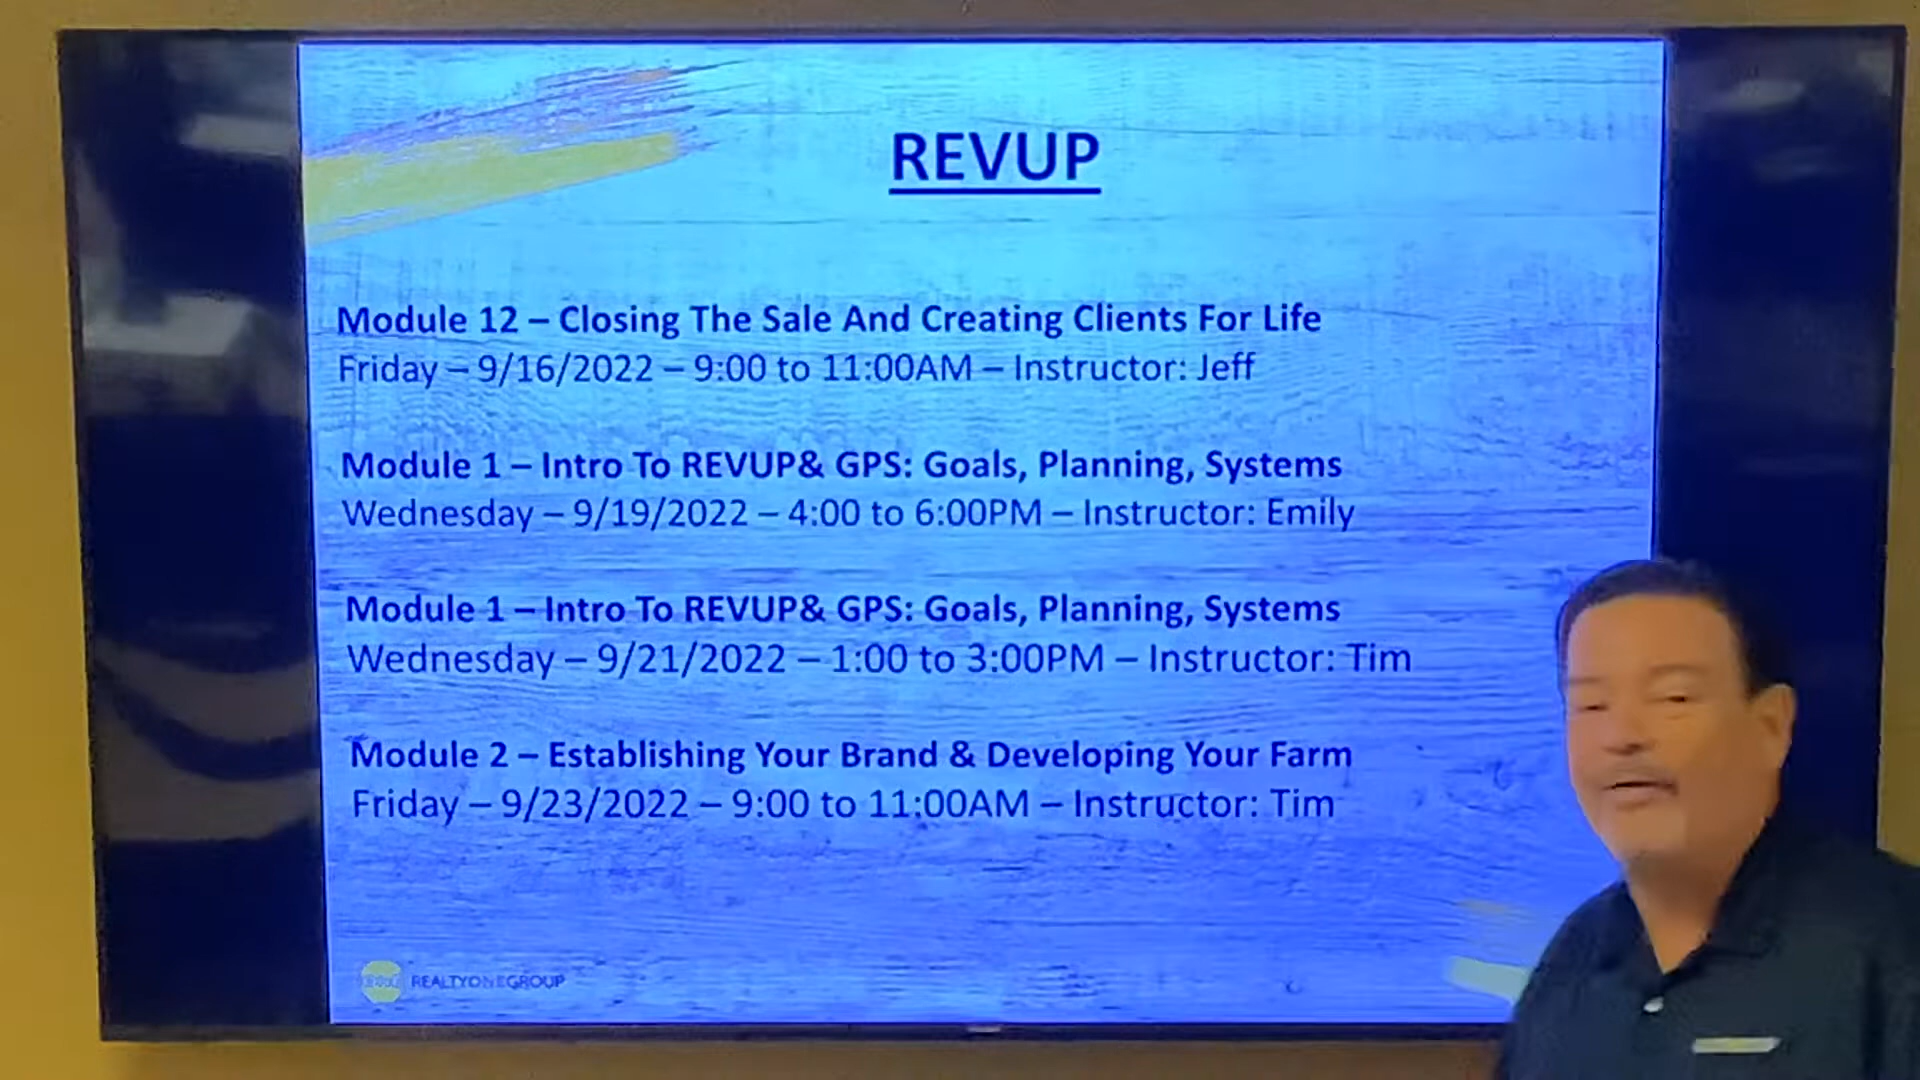 REVUP
Module 12 – Closing The Sale And Creating Clients For Life
Friday – 9/16/2022 – 9:00 to 11:00AM – Instructor: Jeff
Module 1 – Intro To REVUP& GPS: Goals, Planning, Systems
Wednesday – 9/19/2022 – 4:00 to 6:00PM – Instructor: Emily
Module 1 – Intro To REVUP& GPS: Goals, Planning, Systems
Wednesday – 9/21/2022 – 1:00 to 3:00PM – Instructor: Tim
Module 2 – Establishing Your Brand & Developing Your Farm
Friday – 9/23/2022 – 9:00 to 11:00AM – Instructor: Tim
REALTYONEGROUP